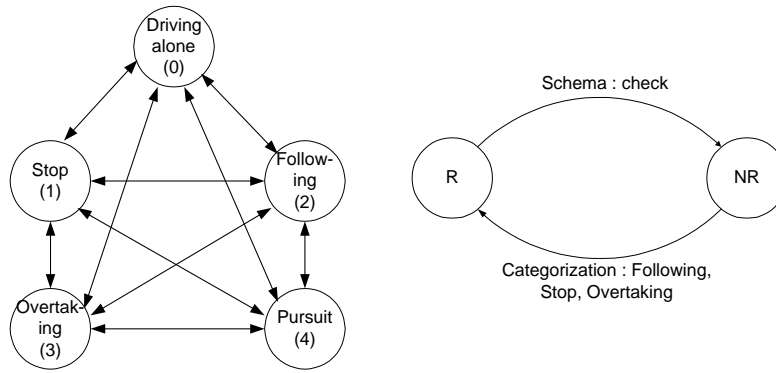 Driving
alone
(0)
Stop
(1)
Follow-
ing
(2)
Overtak-
ing
(3)
Pursuit
(4)
Schema : check
R
NR
Categorization : Following,
Stop, Overtaking